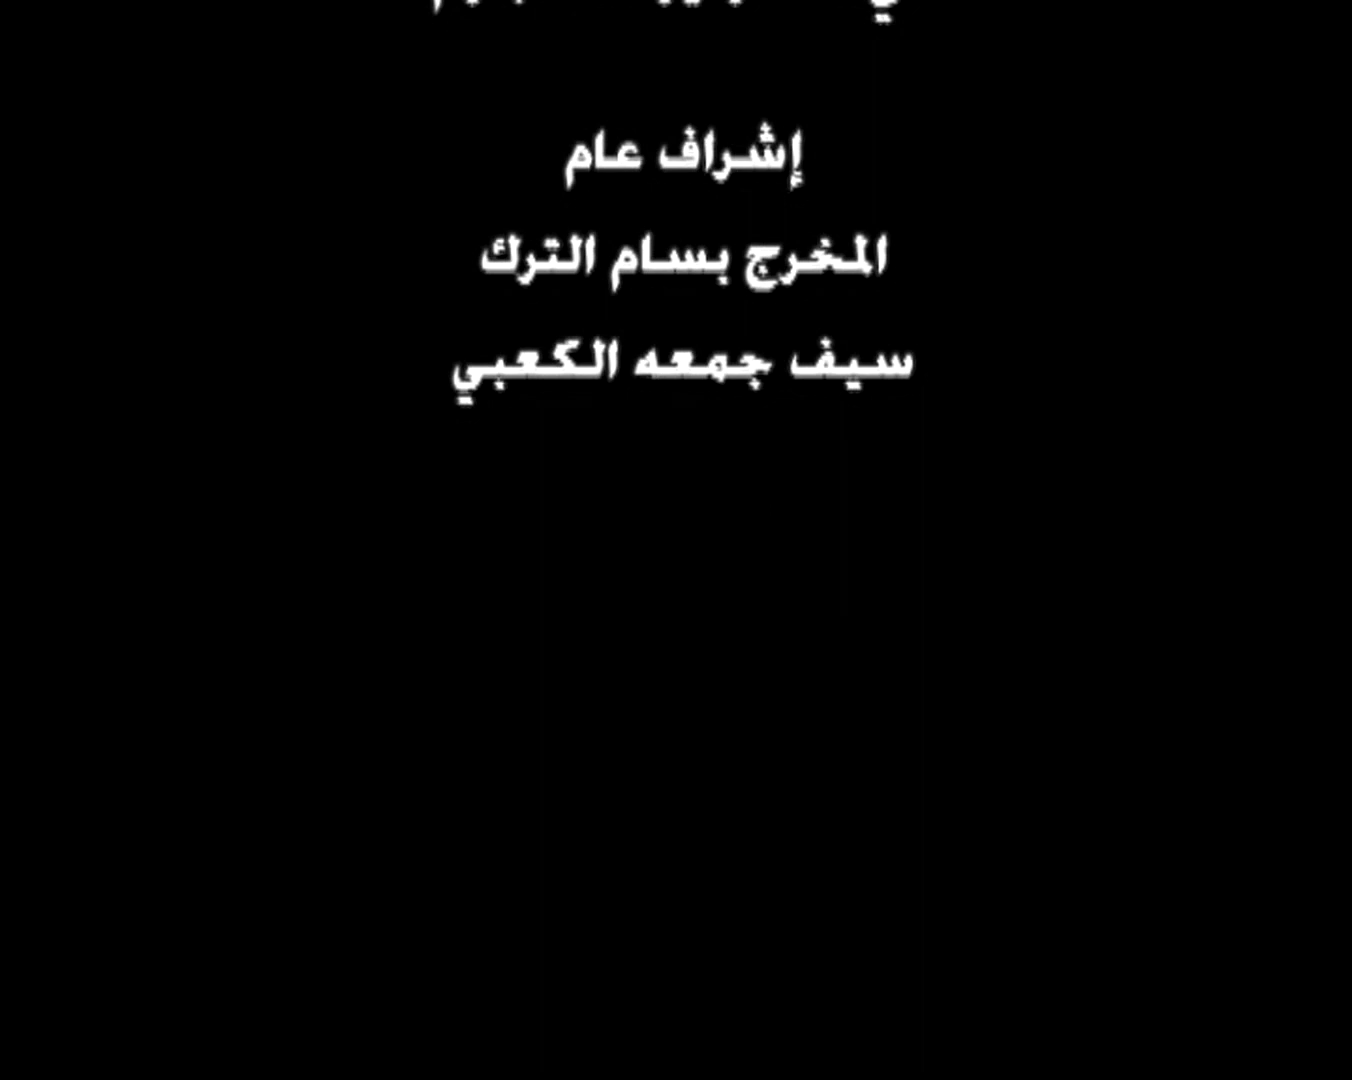 إشراف عام
المخرج بسام الترك
سيف جمعه الكعبي